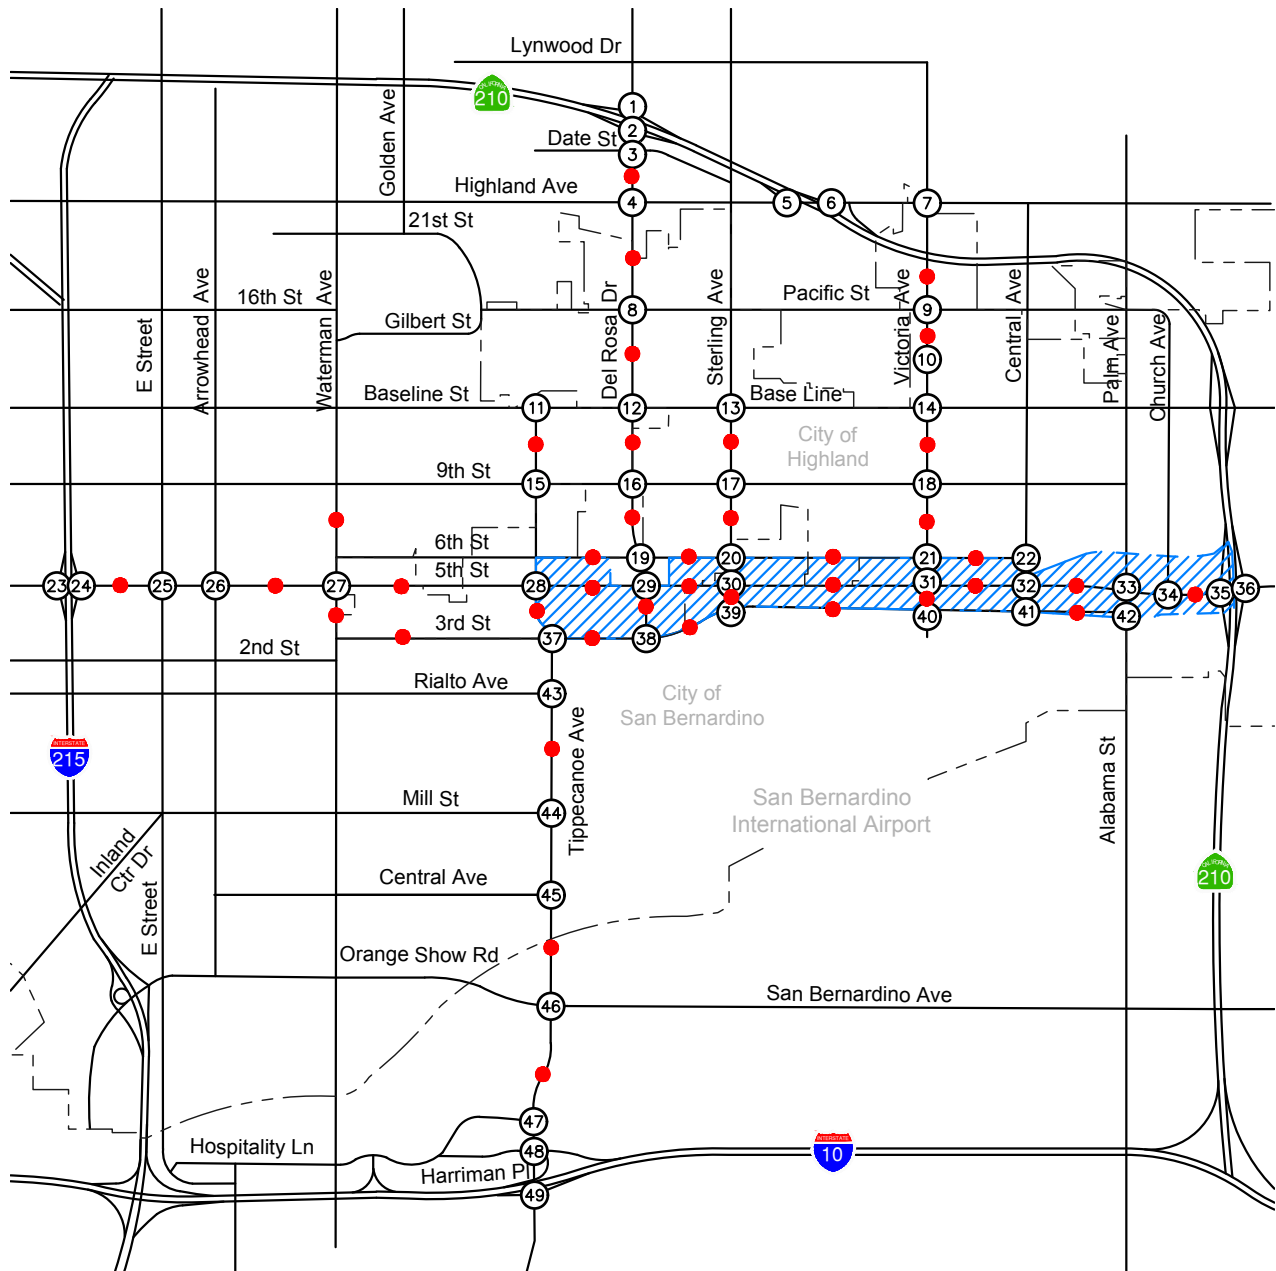 Lynwood Dr
CALIFORNIA
210
1
2
Date St
3
Golden Ave
Highland Ave
4
5
6
7
21st St
16th St
Pacific St
8
9
Gilbert St
10
E Street
Arrowhead Ave
Waterman Ave
Del Rosa Dr
Sterling Ave
Victoria Ave
Central Ave
Palm Ave
Church Ave
Baseline St
Base Line
11
12
13
14
City of
Highland
9th St
15
16
17
18
6th St
19
20
21
22
5th St
23
24
25
26
27
28
29
30
31
32
33
34
35
36
3rd St
37
38
39
40
41
42
2nd St
Rialto Ave
43
City of
San Bernardino
Tippecanoe Ave
INTERSTATE
215
Mill St
44
San Bernardino
International Airport
Alabama St
Inland
Ctr Dr
Central Ave
45
CALIFORNIA
210
E Street
Orange Show Rd
46
San Bernardino Ave
47
Hospitality Ln
48
INTERSTATE
10
Harriman Pl
49